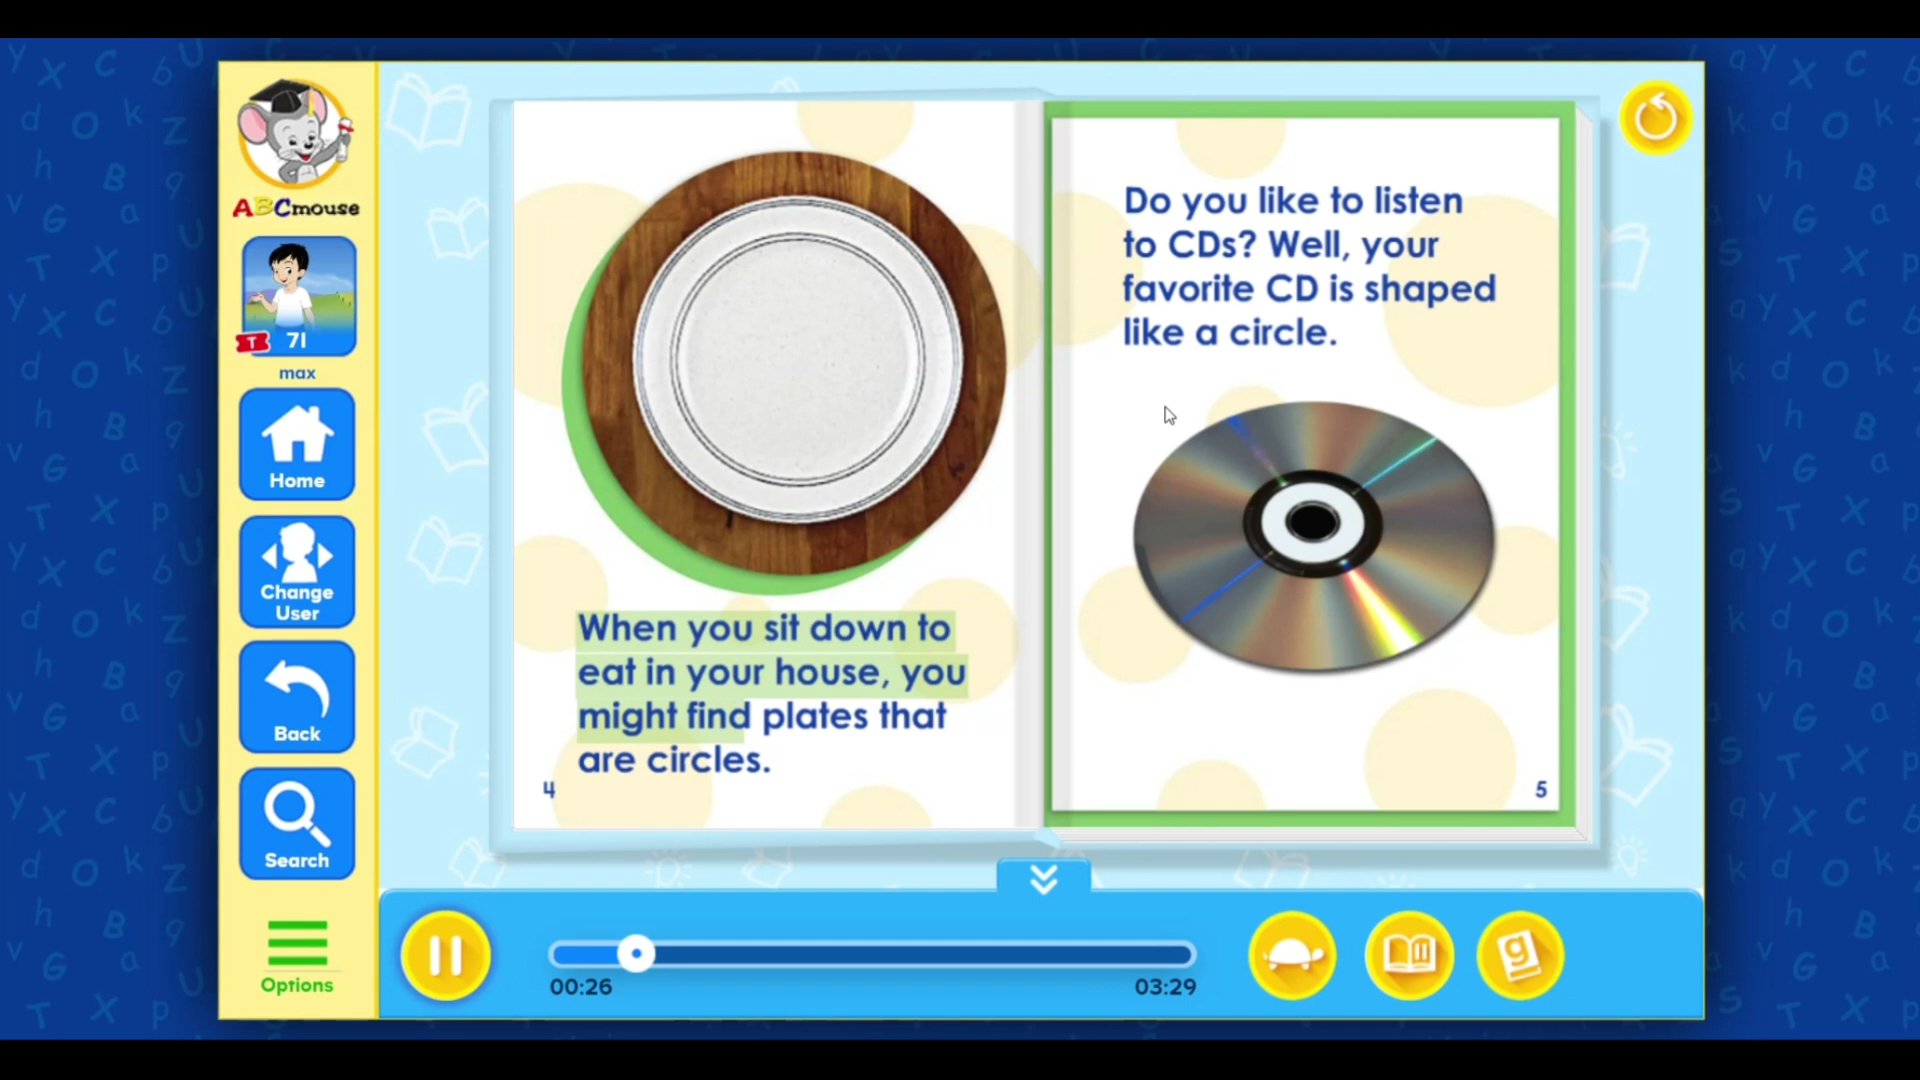 ABCmouse
T 71
max
Home
Change
User
Back
Search
Options
When you sit down to
eat in your house, you
might find plates that
are circles.
4
Do you like to listen
to CDs? Well, your
favorite CD is shaped
like a circle.
5
00:26
03:29
g